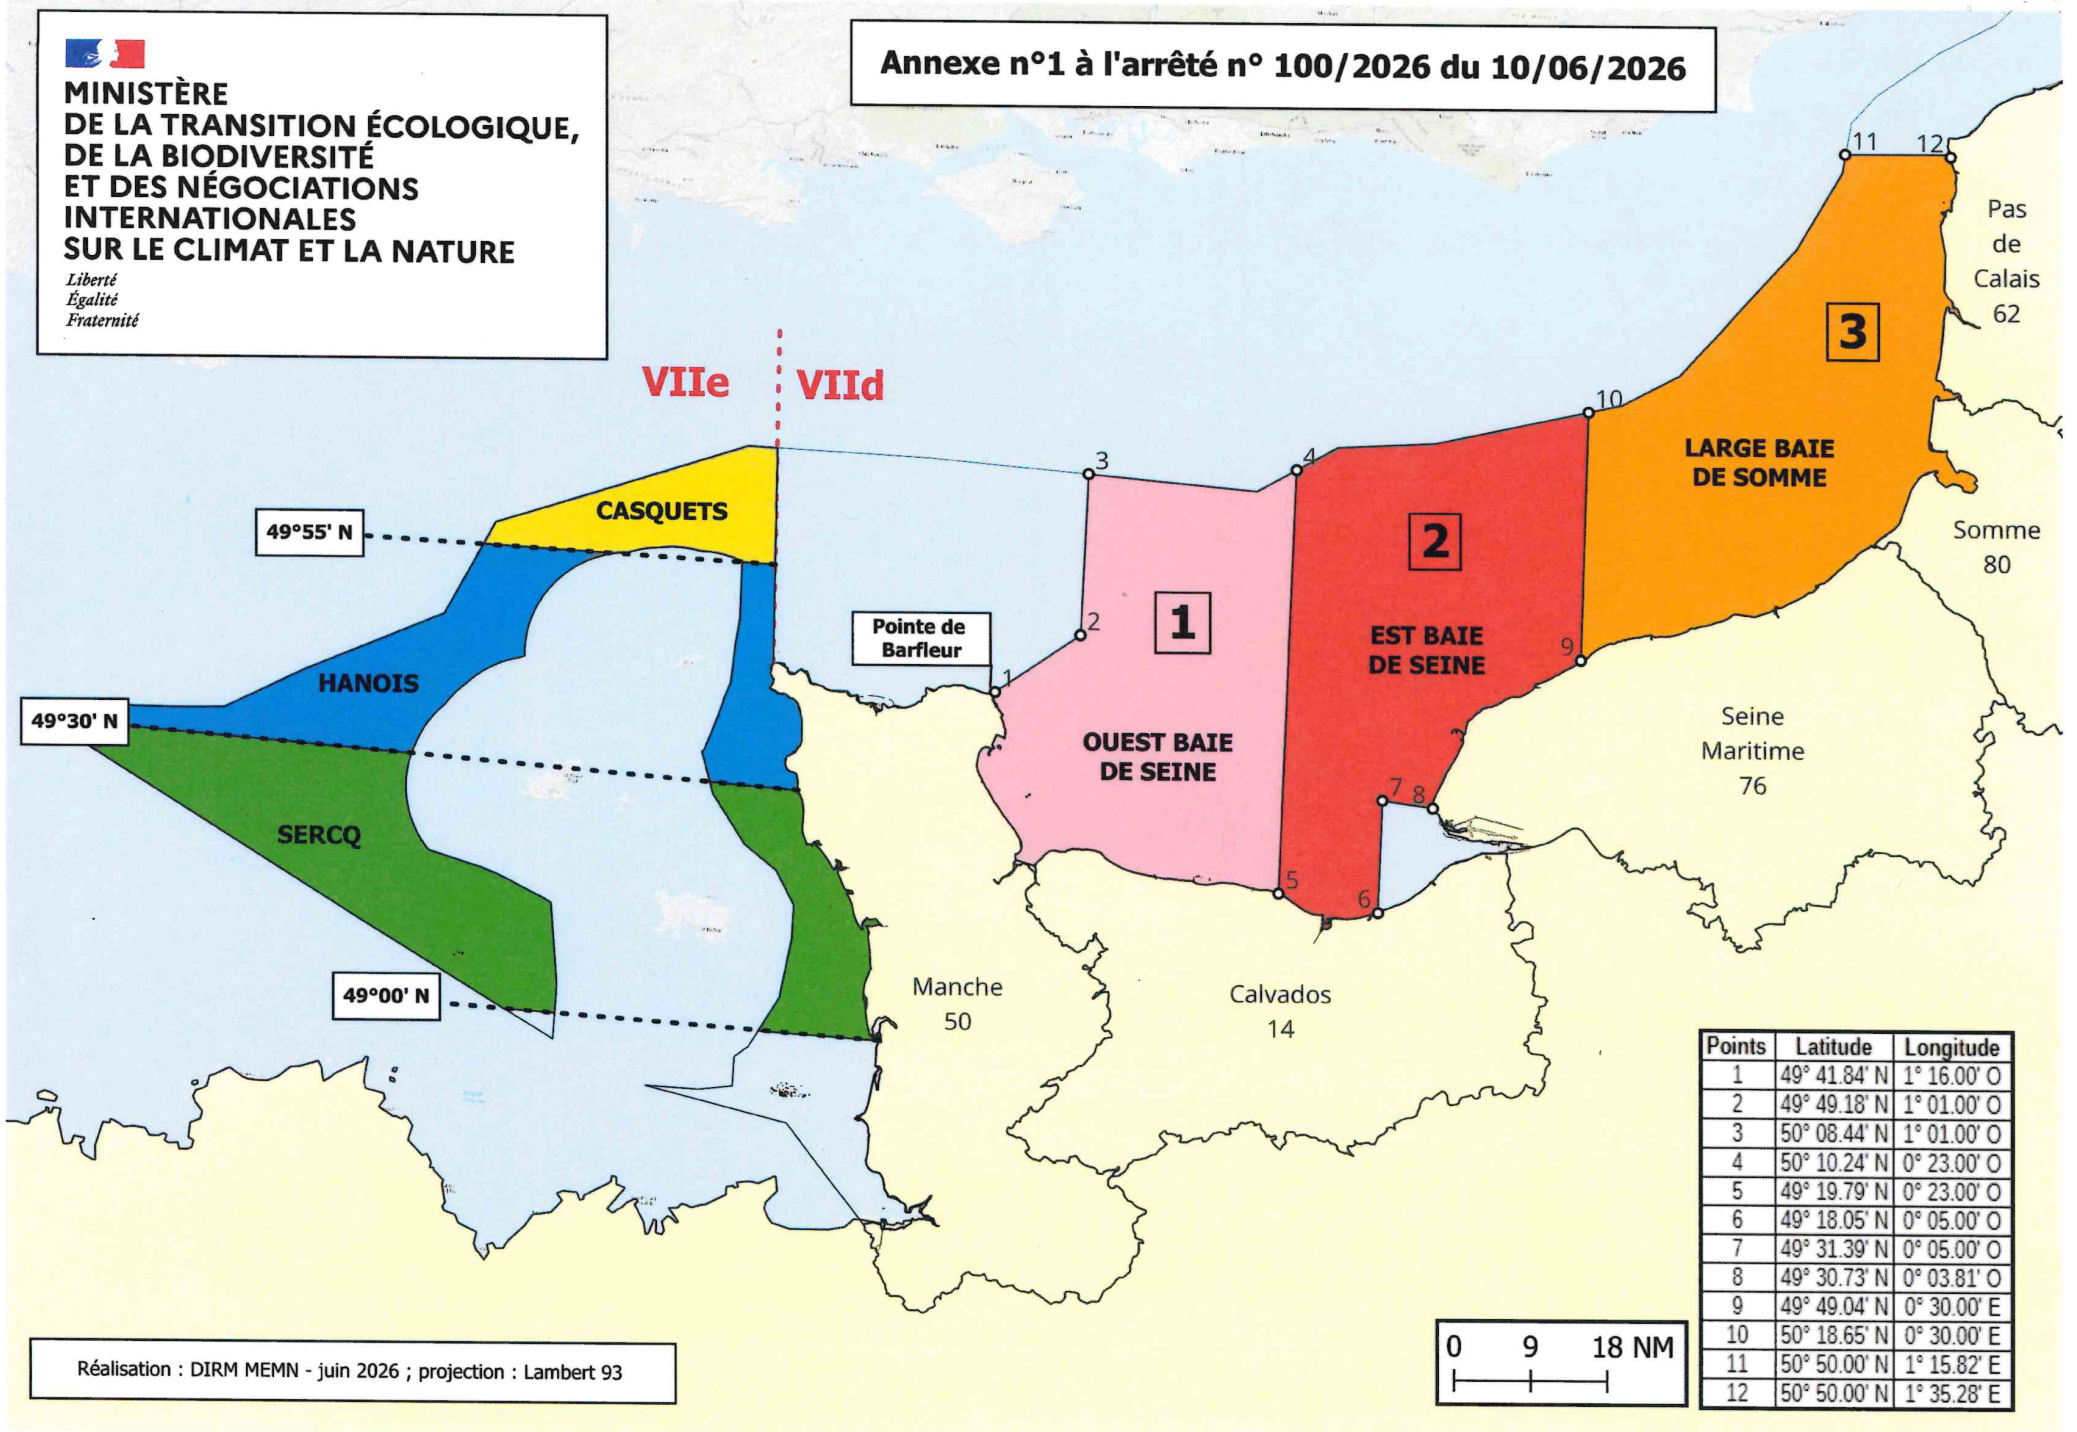 MINISTÈRE
DE LA TRANSITION ÉCOLOGIQUE,
DE LA BIODIVERSITÉ
ET DES NÉGOCIATIONS
INTERNATIONALES
SUR LE CLIMAT ET LA NATURE
Liberté
Égalité
Fraternité
Annexe n°1 à l'arrêté n° 100/2026 du 10/06/2026
11
12
Pas
de
Calais
62
3
VIIe
VIId
10
LARGE BAIE
DE SOMME
3
4
CASQUETS
49°55' N
2
Somme
80
1
Pointe de
Barfleur
2
EST BAIE
DE SEINE
9
1
HANOIS
49°30' N
OUEST BAIE
DE SEINE
Seine
Maritime
76
7
8
SERCQ
5
6
49°00' N
Manche
50
Calvados
14
Points Latitude Longitude
1 49° 41.84' N 1° 16.00' O
2 49° 49.18' N 1° 01.00' O
3 50° 08.44' N 1° 01.00' O
4 50° 10.24' N 0° 23.00' O
5 49° 19.79' N 0° 23.00' O
6 49° 18.05' N 0° 05.00' O
7 49° 31.39' N 0° 05.00' O
8 49° 30.73' N 0° 03.81' O
9 49° 49.04' N 0° 30.00' E
10 50° 18.65' N 0° 30.00' E
11 50° 50.00' N 1° 15.82' E
12 50° 50.00' N 1° 35.28' E
0 9 18 NM
Réalisation : DIRM MEMN - juin 2026 ; projection : Lambert 93